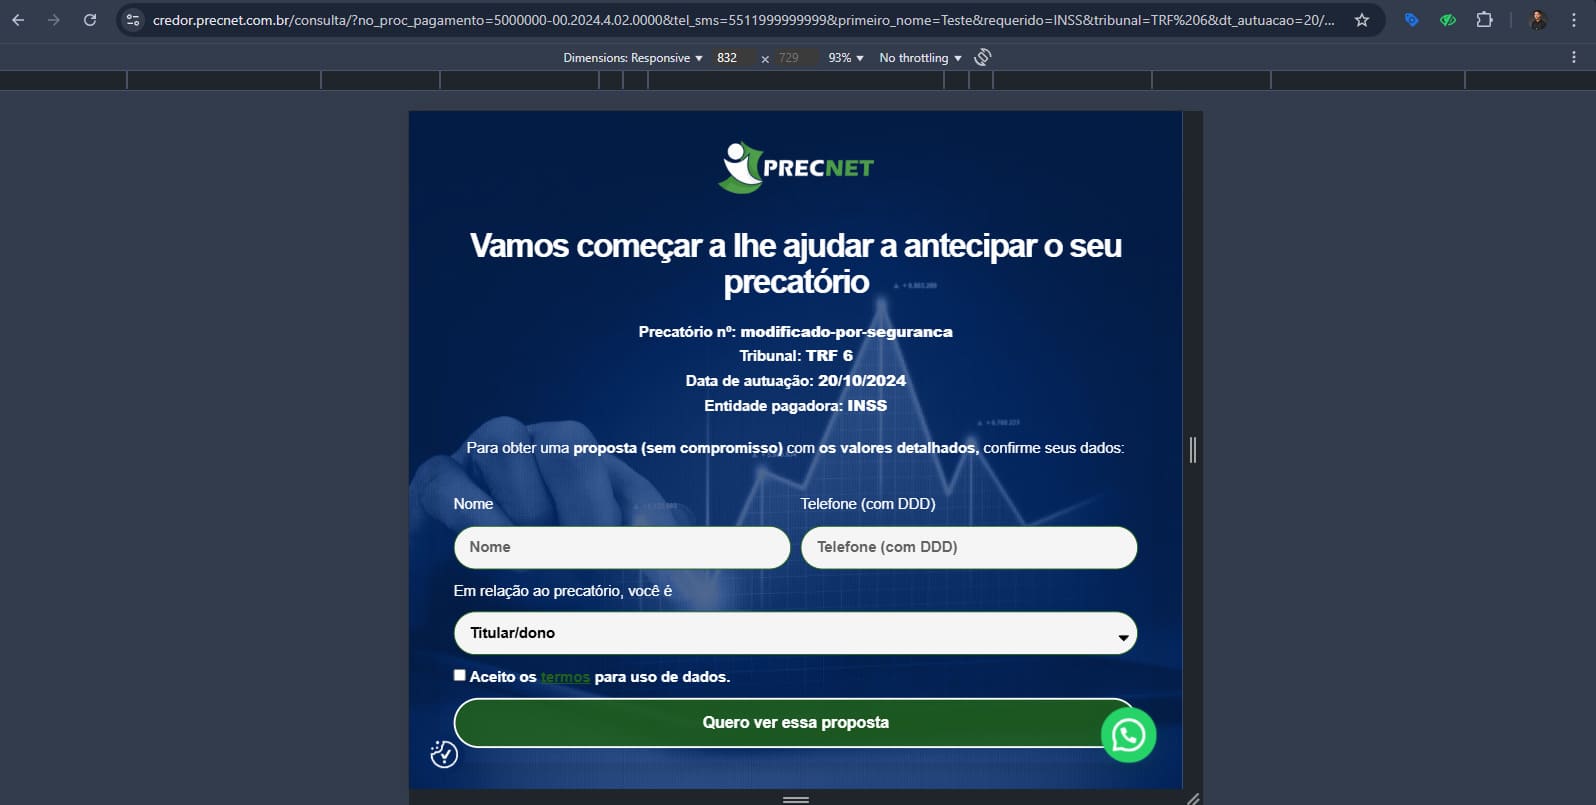 credor.precnet.com.br/consulta/?no_proc_pagamento=5000000-00.2024.4.02.0000&tel_sms=5511999999999&primeiro_nome=Teste&requerido=INSS&tribunal=TRF%206&dt_autuacao=20/...
Dimensions: Responsive 832 x 729 93% No throttling
PRECNET
Vamos começar a lhe ajudar a antecipar o seu
precatório
Precatório nº: modificado-por-seguranca
Tribunal: TRF 6
Data de autuação: 20/10/2024
Entidade pagadora: INSS
Para obter uma proposta (sem compromisso) com os valores detalhados, confirme seus dados:
Nome Telefone (com DDD)
Nome Telefone (com DDD)
Em relação ao precatório, você é
Titular/dono
Aceito os termos para uso de dados.
Quero ver essa proposta